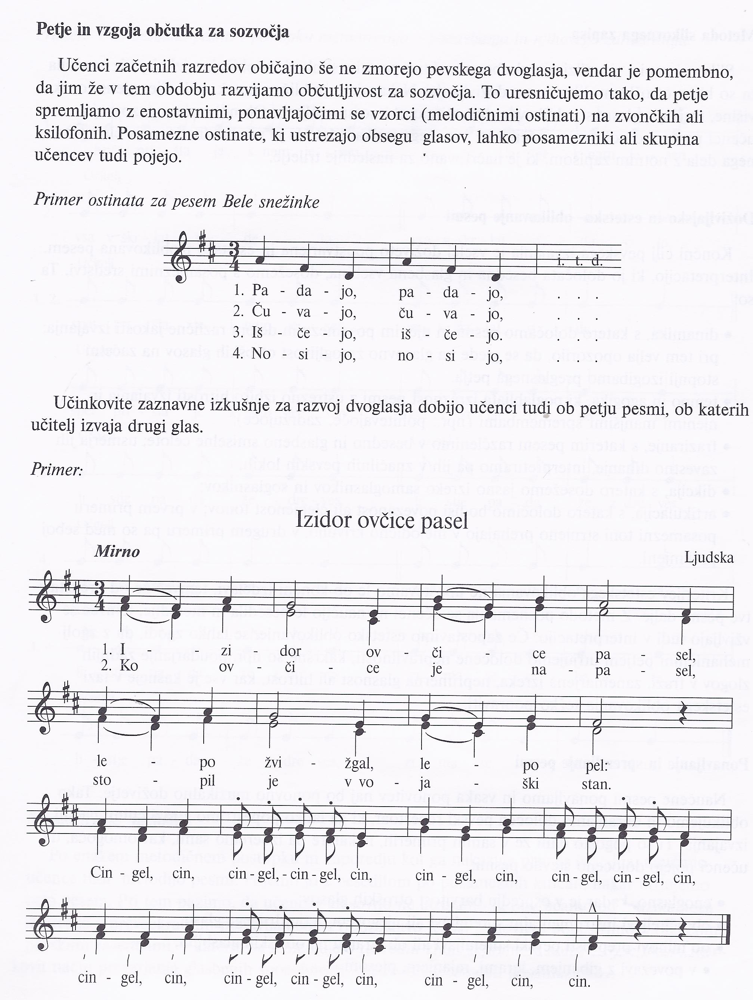 Petje in vzgoja občutka za sozvočja
Učenci začetnih razredov običajno še ne zmorejo pevskega dvoglasja, vendar je pomembno,
da jim že v tem obdobju razvijamo občutljivost za sozvočja. To uresničujemo tako, da petje
spremljamo z enostavnimi, ponavljajočimi se vzorci (melodičnimi ostinati) na zvončkih ali
ksilofonih. Posamezne ostinate, ki ustrezajo obsegu glasov, lahko posamezniki ali skupina
učencev tudi pojejo.
Primer ostinata za pesem Bele snežinke
3 4 i. t. d.
1. Pa - da - jo, pa - da - jo, . . .
2. Ču - va - jo, ču - va - jo, . . .
3. Iš - če - jo, iš - če - jo. . . .
4. No - si - jo, no - si - jo, . . .
Učinkovite zaznavne izkušnje za razvoj dvoglasja dobijo učenci tudi ob petju pesmi, ob katerih
učitelj izvaja drugi glas.
Primer:
Izidor ovčice pasel
Mirno Ljudska
3 4
1. I - - zi - dor ov - či - ce pa - sel,
2. Ko ov - či - ce je na - pa - sel,
le - po žvi - žgal, le - po pel:
sto - pil je v vo - ja - ški stan.
Cin - gel, cin, cin - gel, - cin - gel, cin, cin - gel, cin, cin - gel, cin - gel, cin,
cin - gel, cin, cin - gel, cin - gel, cin, cin - gel, cin, cin.